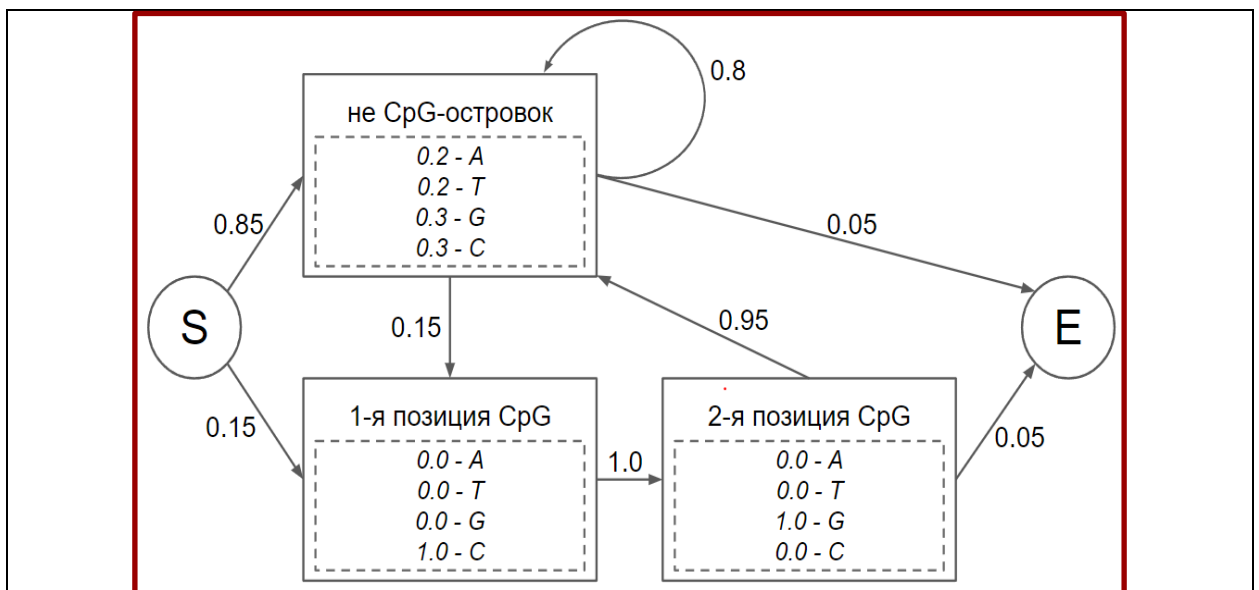 0.8
не CpG-островок
0.2 - A
0.2 - T
0.3 - G
0.3 - C
0.85
0.05
S
0.15
0.95
E
0.15
1-я позиция CpG
0.0 - A
0.0 - T
0.0 - G
1.0 - C
1.0
2-я позиция CpG
0.0 - A
0.0 - T
1.0 - G
0.0 - C
0.05